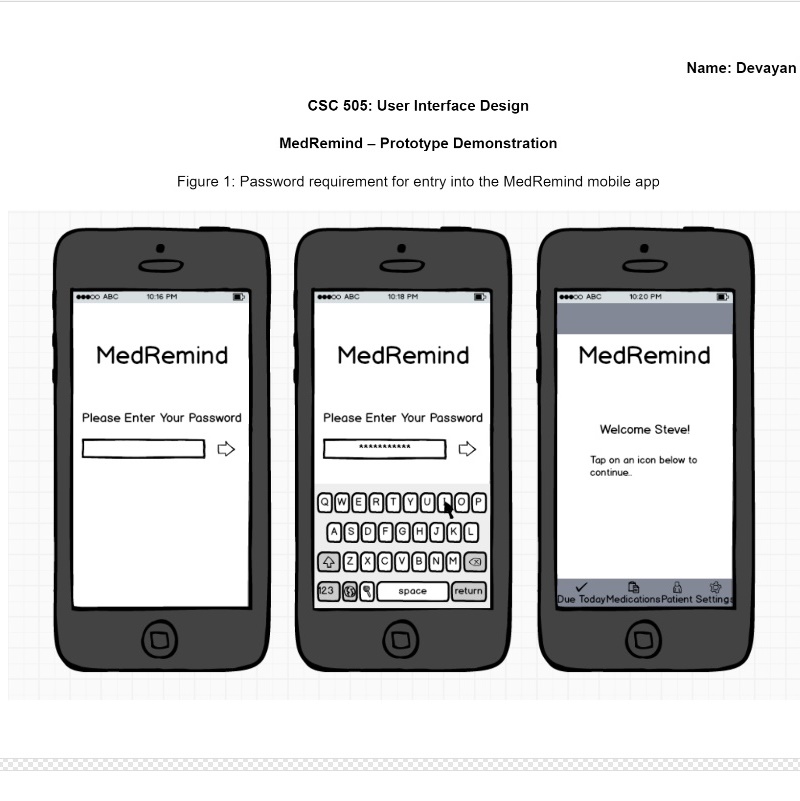 Name: Devayan
CSC 505: User Interface Design
MedRemind – Prototype Demonstration
Figure 1: Password requirement for entry into the MedRemind mobile app
ABC 10:16 PM
MedRemind
Please Enter Your Password
ABC 10:18 PM
MedRemind
Please Enter Your Password
***********
Q W E R T Y U I O P
A S D F G H J K L
Z X C V B N M
123 space return
ABC 10:20 PM
MedRemind
Welcome Steve!
Tap on an icon below to
continue..
Due Today Medications Patient Settings